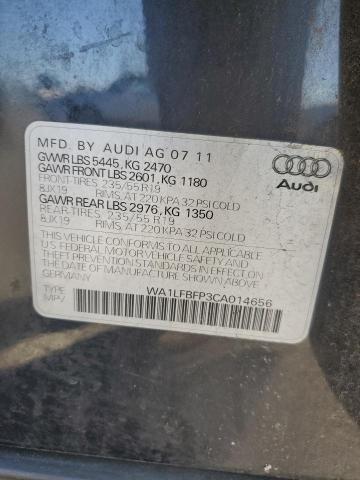 MFD BY AUDI AG 07 11
GVWR LBS 5445, KG 2470
GAWR FRONT LBS 2601, KG 1180
FRONT-TIRES: 235/55 R19
8JX19 RIMS, AT 220 KPA 32 PSI COLD
GAWR REAR LBS 2976, KG 1350
REAR-TIRES: 235/55 R19
8JX19 RIMS, AT 220 KPA 32 PSI COLD
THIS VEHICLE CONFORMS TO ALL APPLICABLE
U.S. FEDERAL MOTOR VEHICLE SAFETY AND
THEFT PREVENTION STANDARDS IN EFFECT ON
THE DATE OF MANUFACTURE SHOWN ABOVE.
Audi
TYPE:
MPV
WA1LFBFP3CA014656